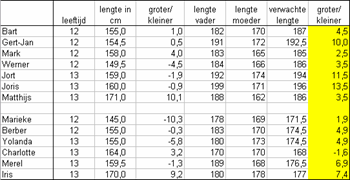 leeftijd lengte in cm groter/ kleiner lengte vader lengte moeder verwachte lengte groter/ kleiner
Bart 12 155,0 1,0 182 170 187 4,5
Gert-Jan 12 154,5 0,5 191 172 192,5 10,0
Mark 12 158,0 4,0 183 165 185 2,5
Werner 12 149,5 -4,5 184 166 186 3,5
Jort 13 159,0 -1,9 192 174 194 11,5
Joris 13 160,0 -0,9 199 171 196 13,5
Matthijs 13 171,0 10,1 188 162 186 3,5
Marieke 12 145,0 -10,3 178 169 171,5 1,9
Berber 12 155,0 -0,3 183 170 174,5 4,9
Yolanda 13 155,0 -5,8 180 173 174,5 4,9
Charlotte 13 164,0 3,2 170 170 168 -1,6
Merel 13 159,5 -1,3 189 168 176,5 6,9
Iris 13 170,0 9,2 180 178 177 7,4